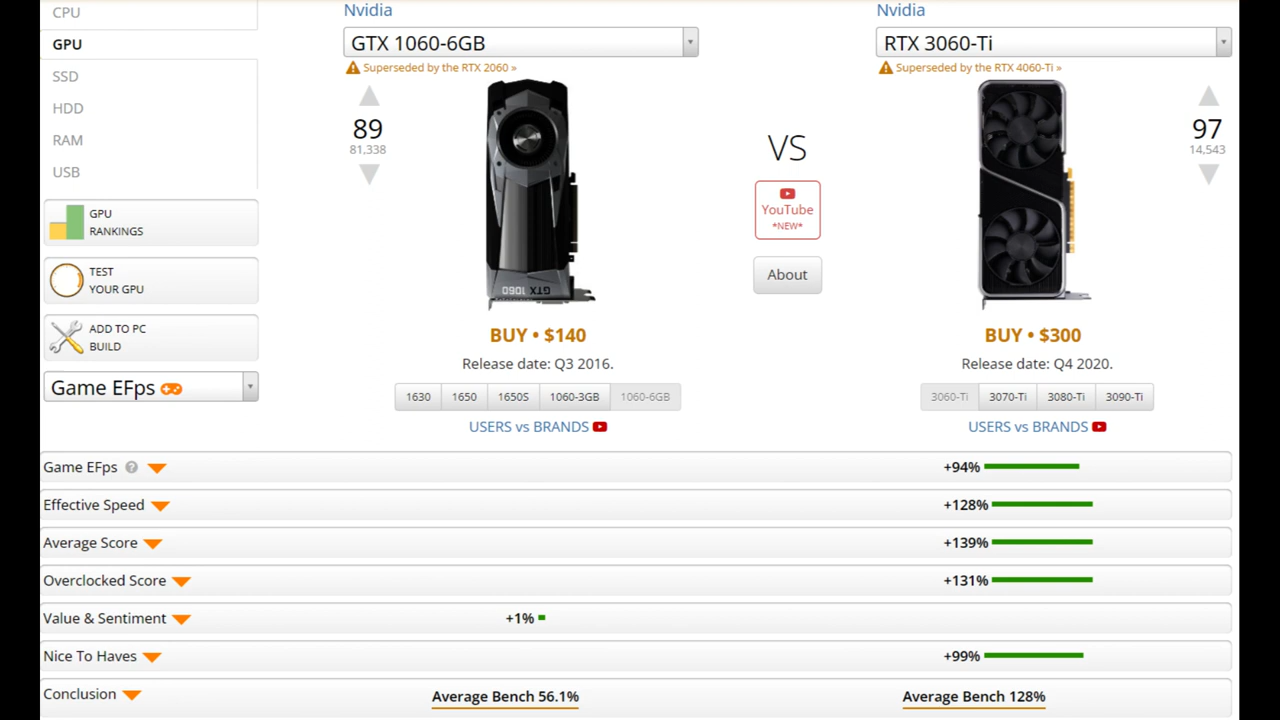 CPU
GPU
SSD
HDD
RAM
USB
GPU
RANKINGS
TEST
YOUR GPU
ADD TO PC
BUILD
Game EFps
Nvidia
GTX 1060-6GB
Superseded by the RTX 2060 »
89
81,338
GTX 1060
BUY • $140
Release date: Q3 2016.
1630 1650 1650S 1060-3GB 1060-6GB
USERS vs BRANDS
VS
YouTube
*NEW*
About
Nvidia
RTX 3060-Ti
Superseded by the RTX 4060-Ti »
97
14,543
BUY • $300
Release date: Q4 2020.
3060-Ti 3070-Ti 3080-Ti 3090-Ti
USERS vs BRANDS
Game EFps ? +94%
Effective Speed +128%
Average Score +139%
Overclocked Score +131%
Value & Sentiment +1%
Nice To Haves +99%
Conclusion Average Bench 56.1% Average Bench 128%